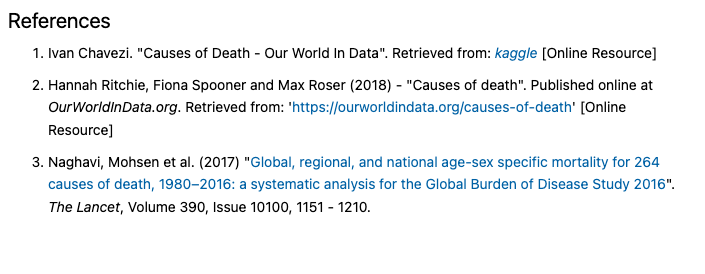 References
1. Ivan Chavezi. "Causes of Death - Our World In Data". Retrieved from: kaggle [Online Resource]
2. Hannah Ritchie, Fiona Spooner and Max Roser (2018) - "Causes of death". Published online at
OurWorldInData.org. Retrieved from: 'https://ourworldindata.org/causes-of-death' [Online
Resource]
3. Naghavi, Mohsen et al. (2017) "Global, regional, and national age-sex specific mortality for 264
causes of death, 1980–2016: a systematic analysis for the Global Burden of Disease Study 2016".
The Lancet, Volume 390, Issue 10100, 1151 - 1210.